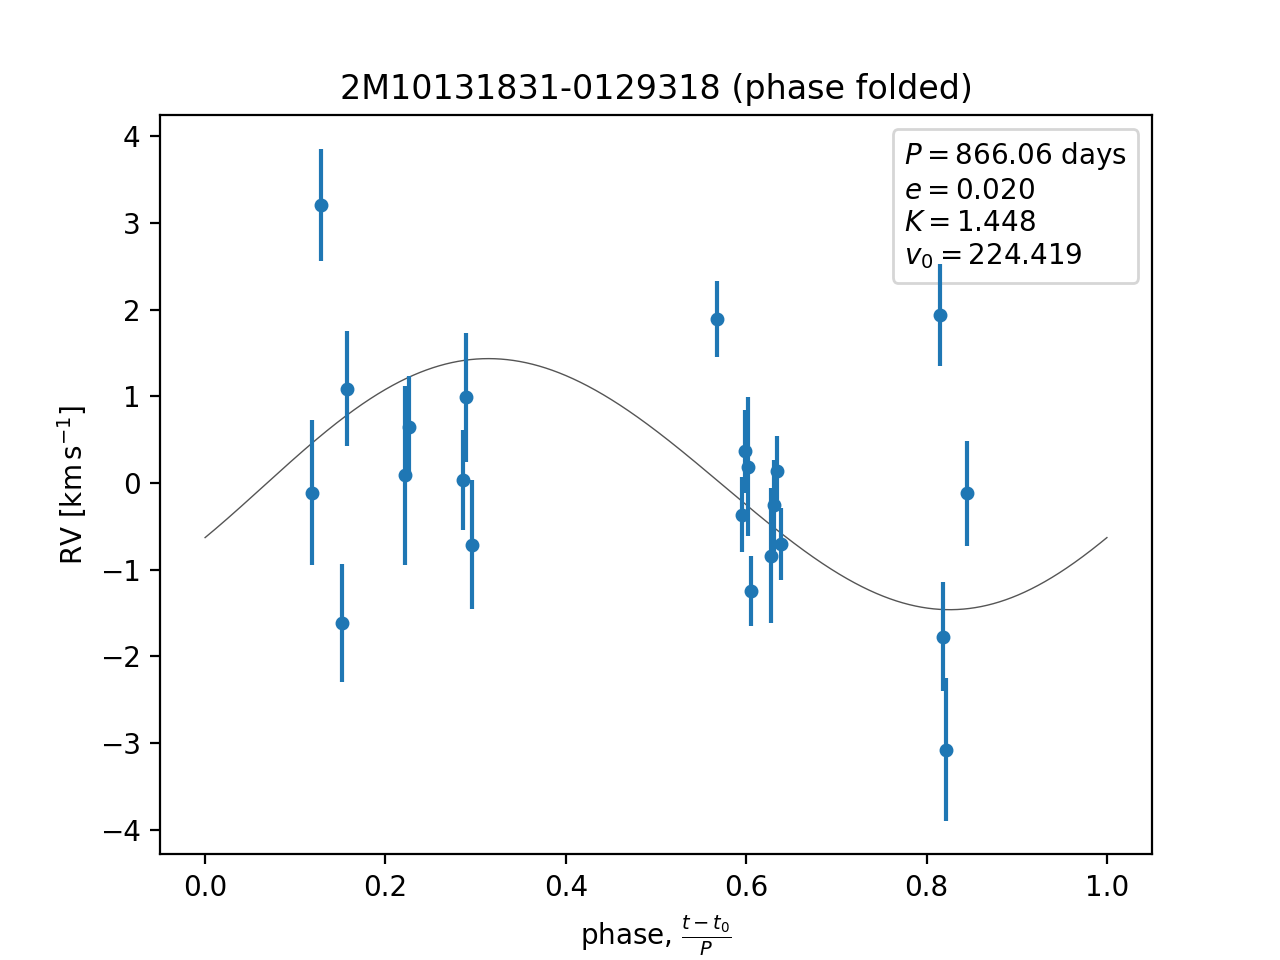 2M10131831-0129318 (phase folded)
P = 866.06 days
e = 0.020
K = 1.448
v₀ = 224.419
RV [km s⁻¹]
4
3
2
1
0
−1
−2
−3
−4
0.0 0.2 0.4 0.6 0.8 1.0
phase, (t − t₀)/P